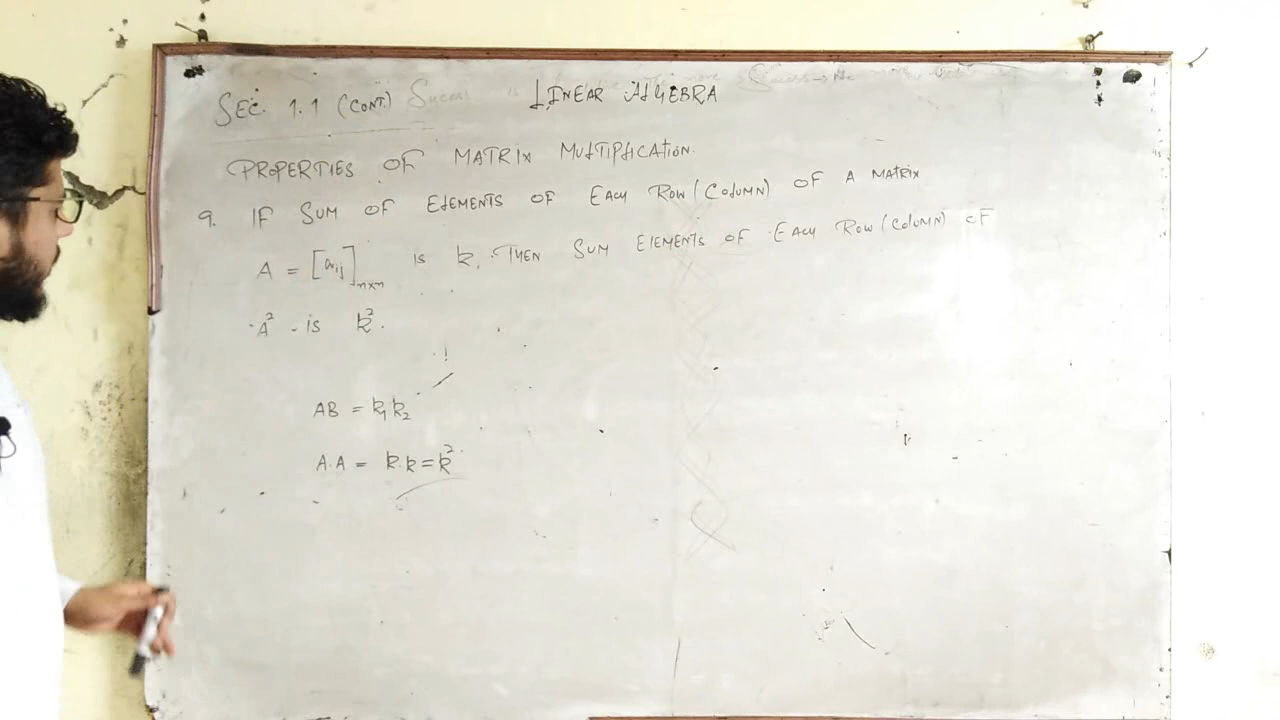 SEC. 1.1 (CONT.) LINEAR ALGEBRA
PROPERTIES OF MATRIX MULTIPLICATION.
9. IF SUM OF ELEMENTS OF EACH ROW (COLUMN) OF A MATRIX
A = [aij]n×n is k, THEN SUM ELEMENTS OF EACH ROW (COLUMN) OF
A² is k².
AB = k₁k₂
A.A = k.k = k²